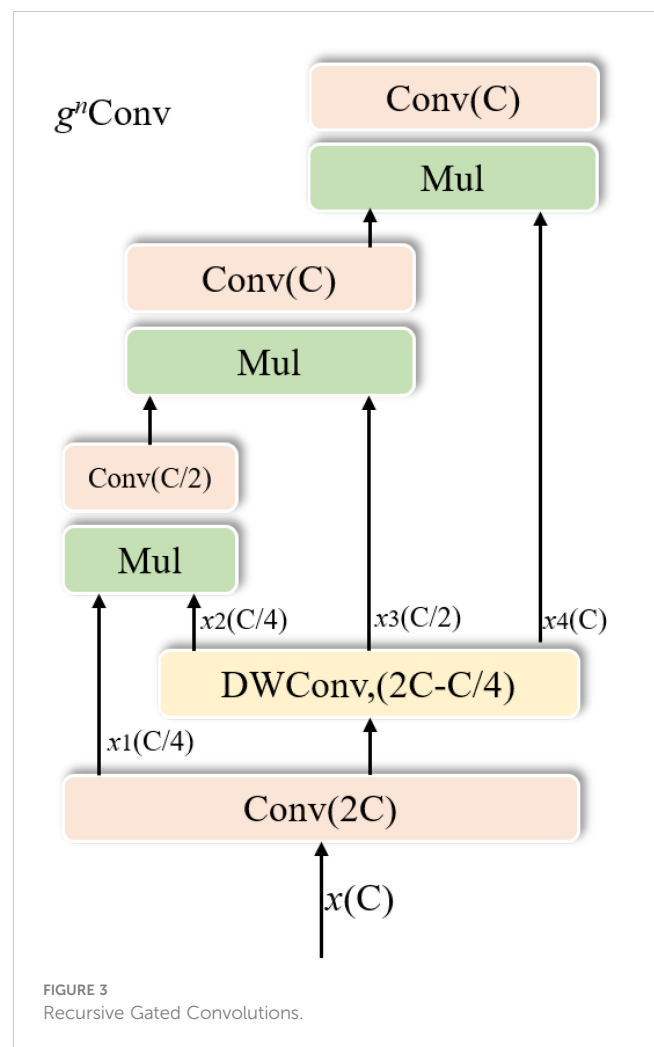 gⁿConv
Conv(C)
Mul
Conv(C)
Mul
Conv(C/2)
Mul
x2(C/4)
x3(C/2)
x4(C)
DWConv,(2C-C/4)
x1(C/4)
Conv(2C)
x(C)
FIGURE 3
Recursive Gated Convolutions.